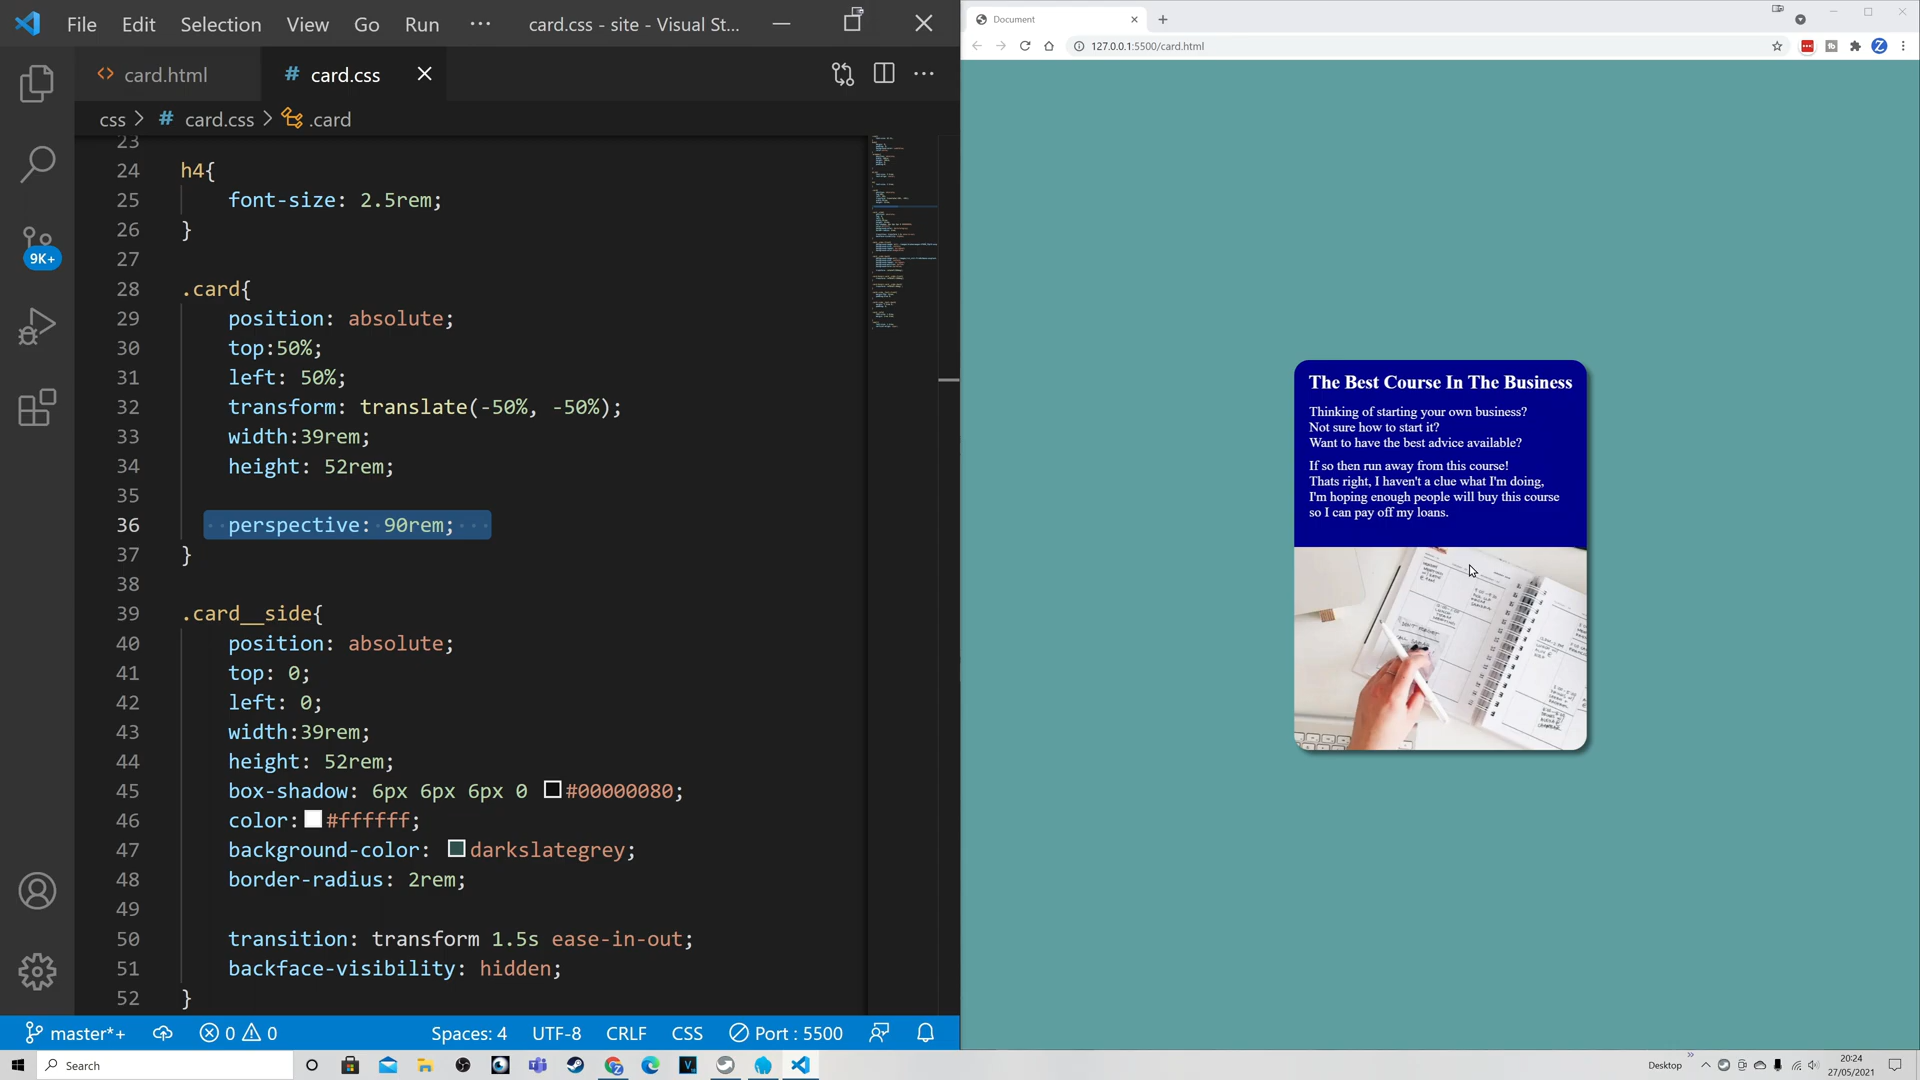 File Edit Selection View Go Run ··· card.css - site - Visual St...
card.html # card.css
css > # card.css > .card
23
24 h4{
25 font-size: 2.5rem;
26 }
27
28 .card{
29 position: absolute;
30 top:50%;
31 left: 50%;
32 transform: translate(-50%, -50%);
33 width:39rem;
34 height: 52rem;
35
36 perspective: 90rem;
37 }
38
39 .card__side{
40 position: absolute;
41 top: 0;
42 left: 0;
43 width:39rem;
44 height: 52rem;
45 box-shadow: 6px 6px 6px 0 #00000080;
46 color: #ffffff;
47 background-color: darkslategrey;
48 border-radius: 2rem;
49
50 transition: transform 1.5s ease-in-out;
51 backface-visibility: hidden;
52 }
9K+
master*+ 0 0 Spaces: 4 UTF-8 CRLF CSS Port : 5500
Document
127.0.0.1:5500/card.html
The Best Course In The Business
Thinking of starting your own business?
Not sure how to start it?
Want to have the best advice available?
If so then run away from this course!
Thats right, I haven't a clue what I'm doing,
I'm hoping enough people will buy this course
so I can pay off my loans.
Search
Desktop
20:24
27/05/2021